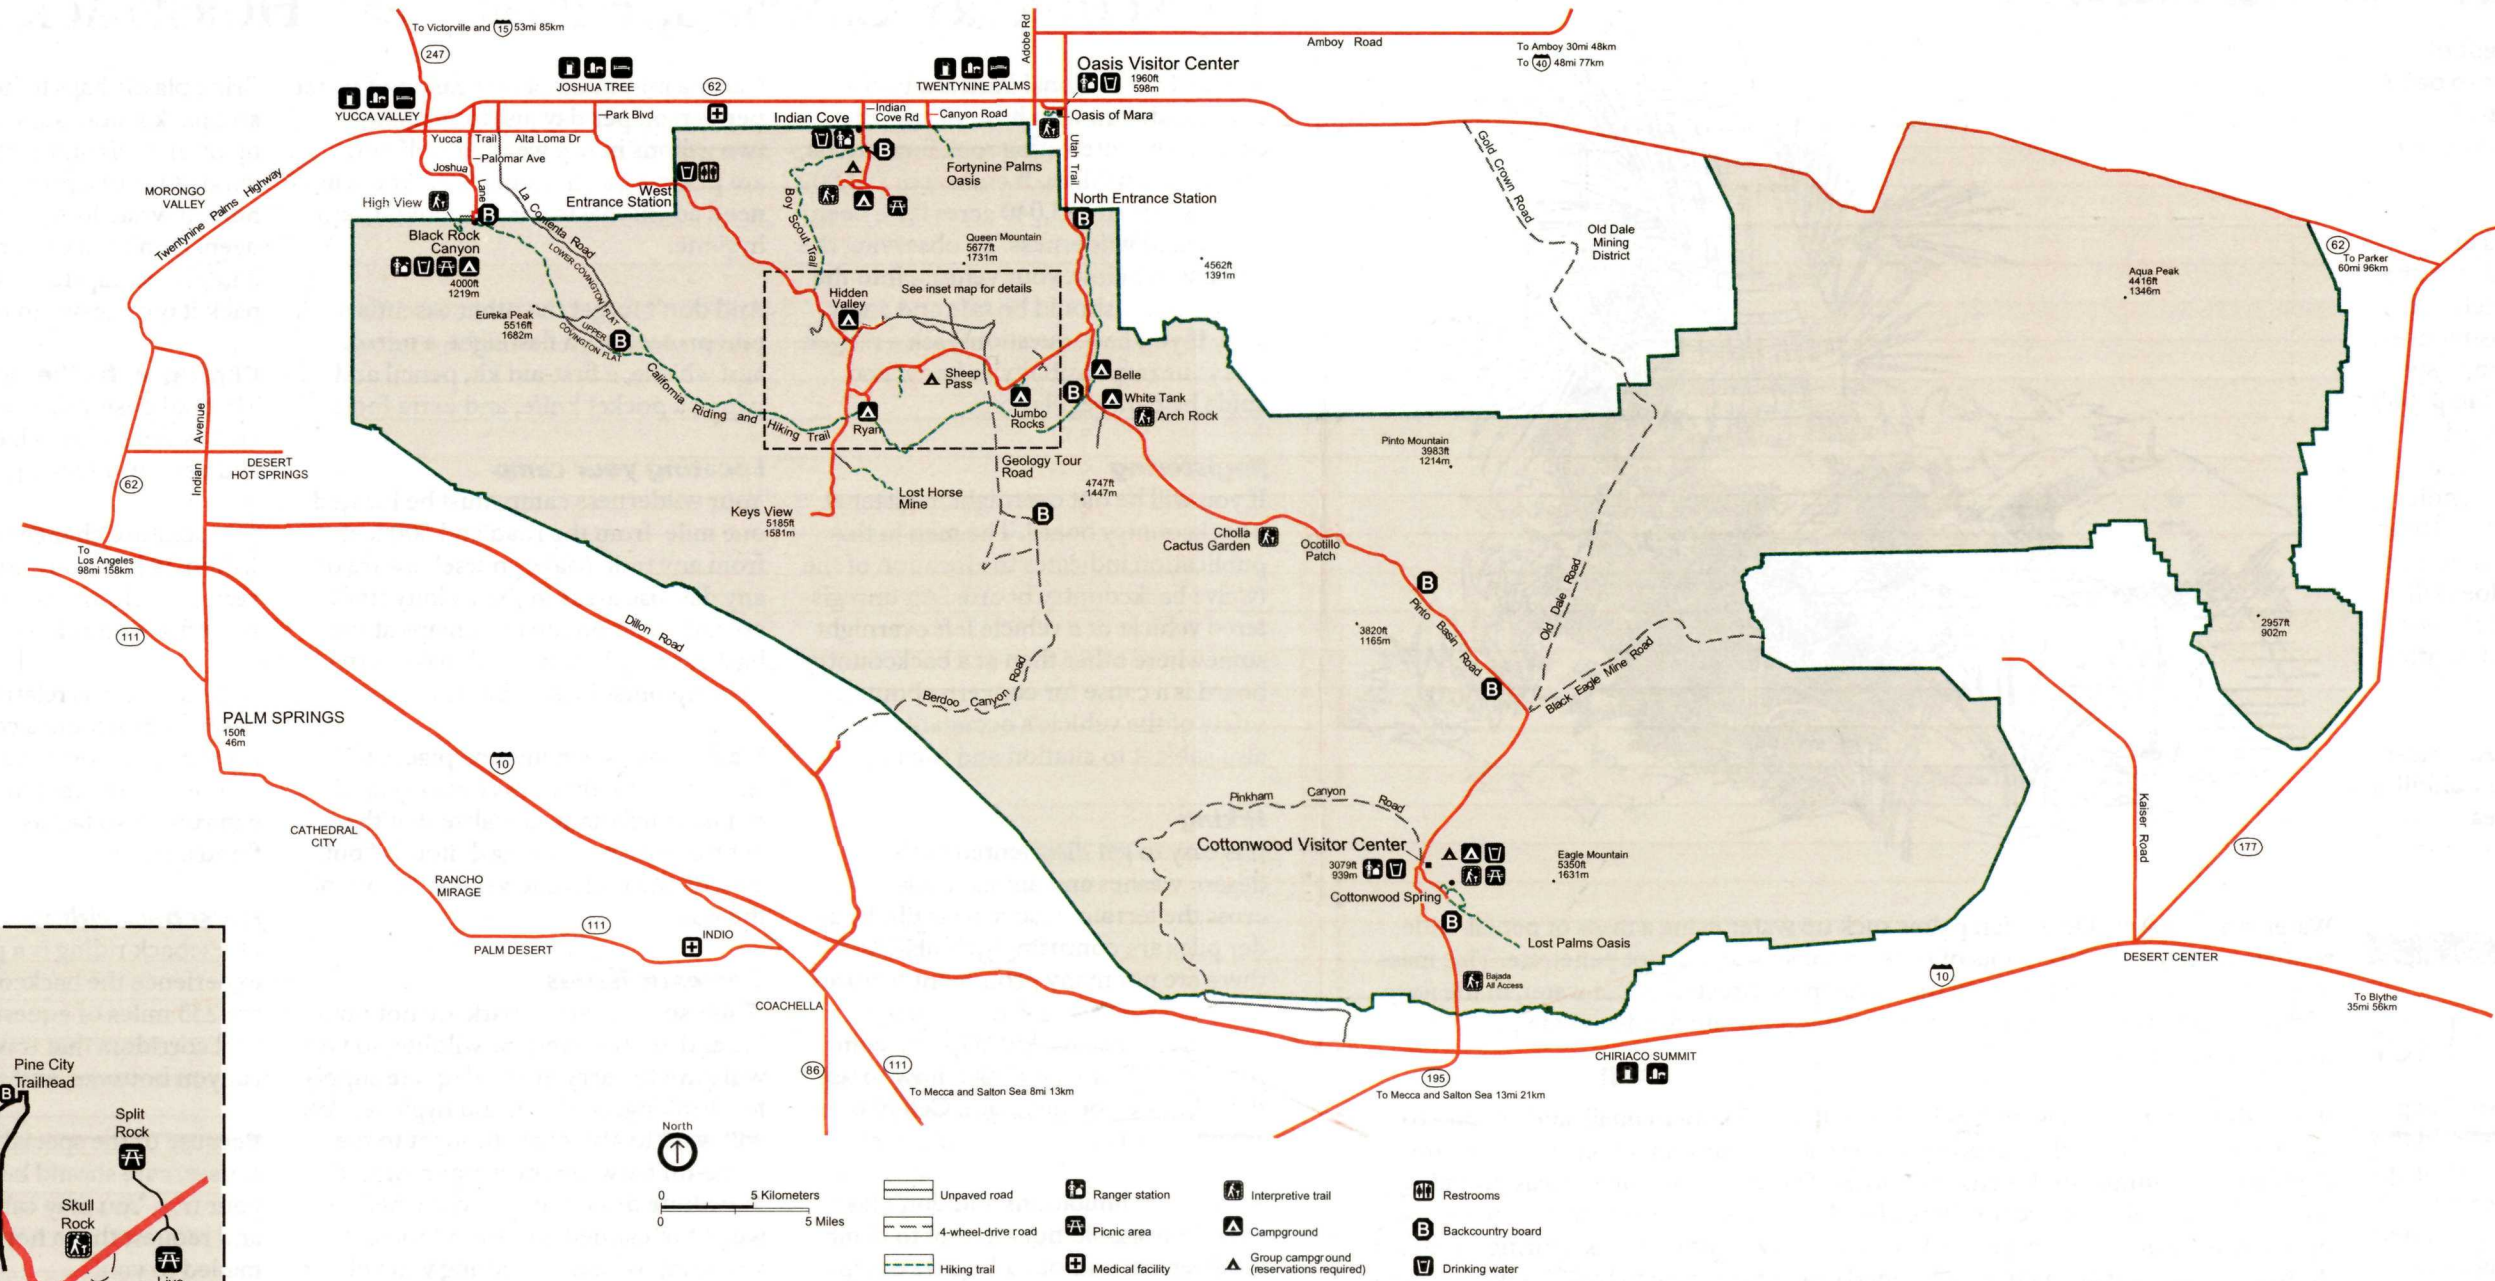 To Victorville and 15 53mi 85km
247
JOSHUA TREE
62
TWENTYNINE PALMS
Adobe Rd
Amboy Road
To Amboy 30mi 48km
To 40 48mi 77km
Oasis Visitor Center
1960ft
598m
YUCCA VALLEY
Park Blvd
Indian Cove
Indian
Cove Rd
Canyon Road
Oasis of Mara
Yucca Trail
Alta Loma Dr
Palomar Ave
Joshua Lane
La Contenta Road
Utah Trail
MORONGO
VALLEY
Twentynine Palms Highway
High View
B
Black Rock
Canyon
4000ft
1219m
LOWER COVINGTON FLAT
UPPER
COVINGTON FLAT
B
Eureka Peak
5516ft
1682m
West
Entrance Station
Boy Scout Trail
B
Fortynine Palms
Oasis
North Entrance Station
B
Queen Mountain
5677ft
1731m
4562ft
1391m
Gold Crown Road
Old Dale
Mining
District
62
To Parker
60mi 96km
Aqua Peak
4416ft
1346m
Hidden
Valley
See inset map for details
Sheep
Pass
Jumbo
Rocks
B
Belle
White Tank
Arch Rock
Ryan
California Riding and Hiking Trail
Indian Avenue
DESERT
HOT SPRINGS
62
Lost Horse
Mine
Keys View
5185ft
1581m
Geology Tour
Road
B
4747ft
1447m
Pinto Mountain
3983ft
1214m
Cholla
Cactus Garden
Ocotillo
Patch
B
Pinto Basin Road
3820ft
1165m
B
Old Dale Road
Black Eagle Mine Road
2957ft
902m
To
Los Angeles
98mi 158km
111
Dillon Road
Berdoo Canyon Road
PALM SPRINGS
150ft
46m
10
CATHEDRAL
CITY
RANCHO
MIRAGE
PALM DESERT
111
INDIO
COACHELLA
86
111
To Mecca and Salton Sea 8mi 13km
Pinkham Canyon Road
Cottonwood Visitor Center
3079ft
939m
Cottonwood Spring
B
Eagle Mountain
5350ft
1631m
Lost Palms Oasis
Bajada
All Access
Kaiser Road
177
DESERT CENTER
10
To Blythe
35mi 56km
CHIRIACO SUMMIT
195
To Mecca and Salton Sea 13mi 21km
Pine City
Trailhead
B
Split
Rock
Skull
Rock
North
0 5 Kilometers
0 5 Miles
Unpaved road
4-wheel-drive road
Hiking trail
Ranger station
Picnic area
Medical facility
Interpretive trail
Campground
Group campground
(reservations required)
Restrooms
B Backcountry board
Drinking water